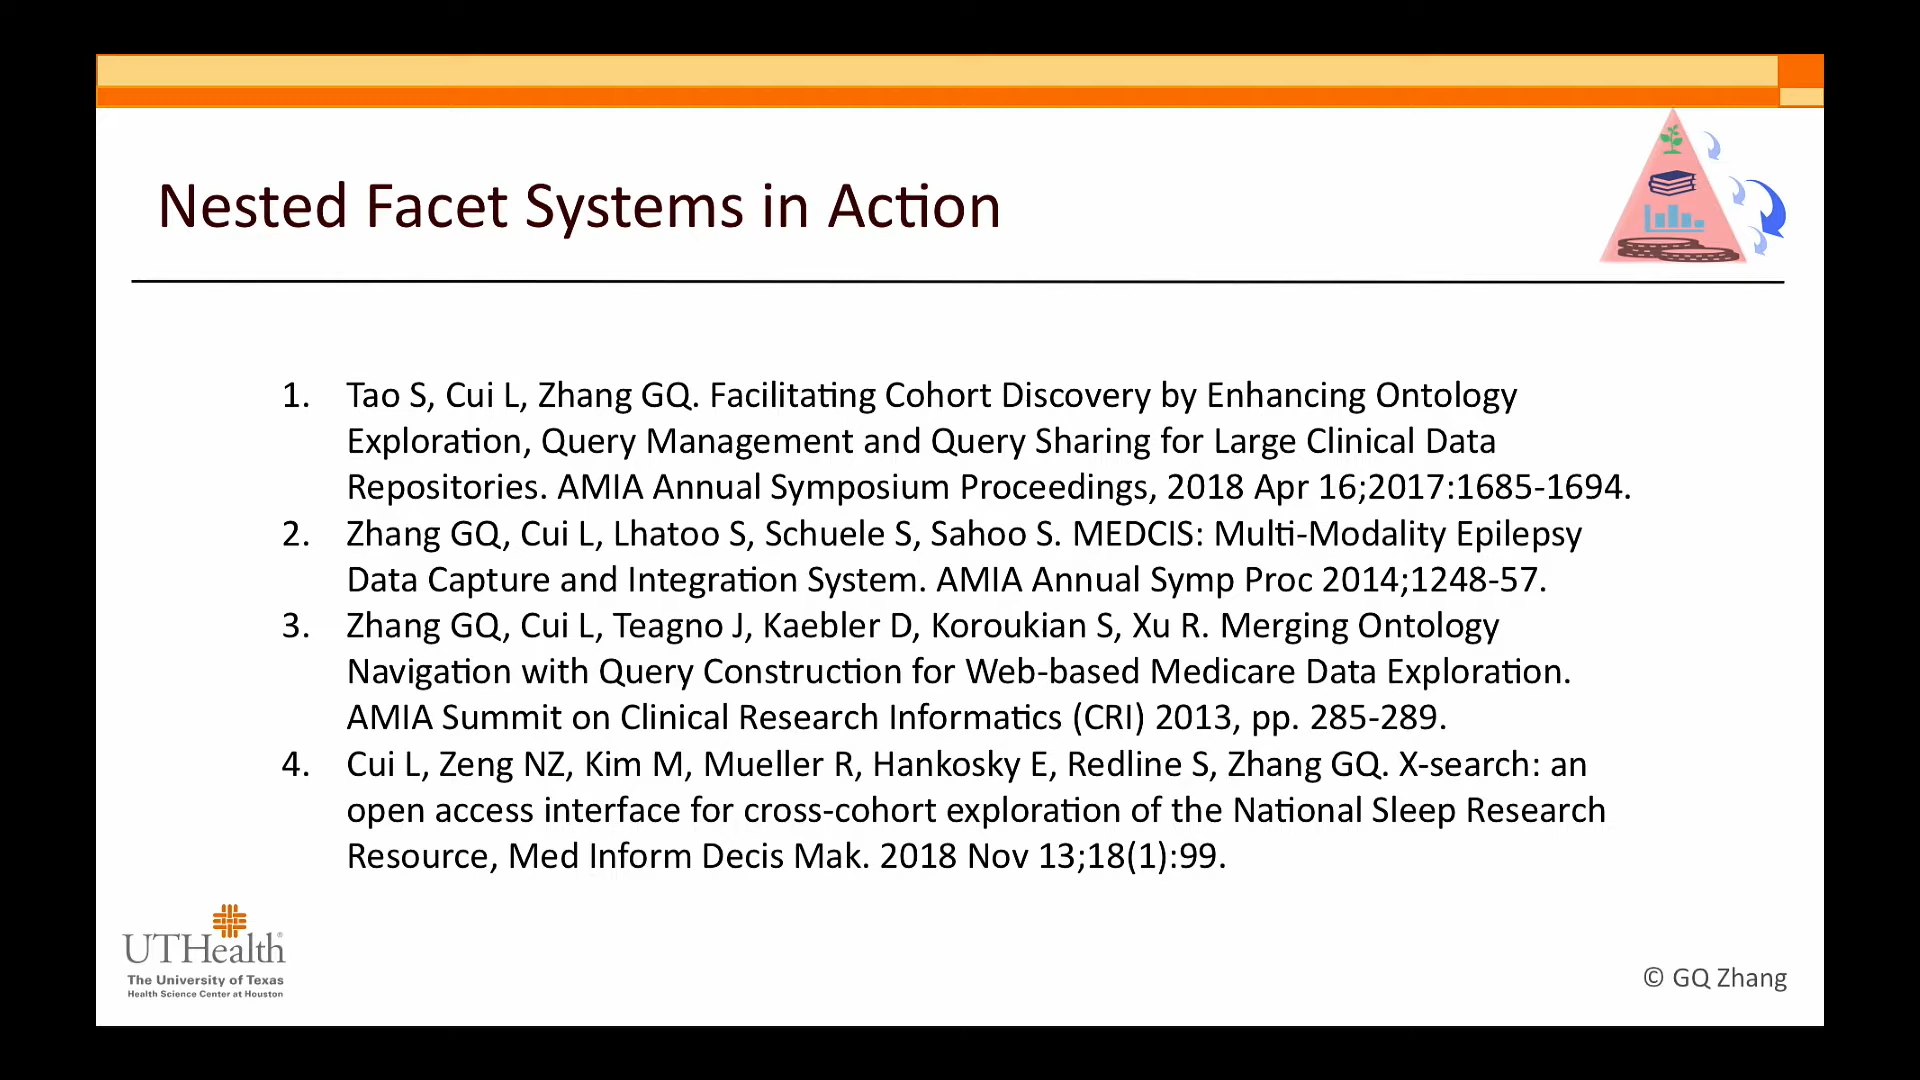 Nested Facet Systems in Action
1. Tao S, Cui L, Zhang GQ. Facilitating Cohort Discovery by Enhancing Ontology
Exploration, Query Management and Query Sharing for Large Clinical Data
Repositories. AMIA Annual Symposium Proceedings, 2018 Apr 16;2017:1685-1694.
2. Zhang GQ, Cui L, Lhatoo S, Schuele S, Sahoo S. MEDCIS: Multi-Modality Epilepsy
Data Capture and Integration System. AMIA Annual Symp Proc 2014;1248-57.
3. Zhang GQ, Cui L, Teagno J, Kaebler D, Koroukian S, Xu R. Merging Ontology
Navigation with Query Construction for Web-based Medicare Data Exploration.
AMIA Summit on Clinical Research Informatics (CRI) 2013, pp. 285-289.
4. Cui L, Zeng NZ, Kim M, Mueller R, Hankosky E, Redline S, Zhang GQ. X-search: an
open access interface for cross-cohort exploration of the National Sleep Research
Resource, Med Inform Decis Mak. 2018 Nov 13;18(1):99.
UTHealth®
The University of Texas
Health Science Center at Houston
© GQ Zhang